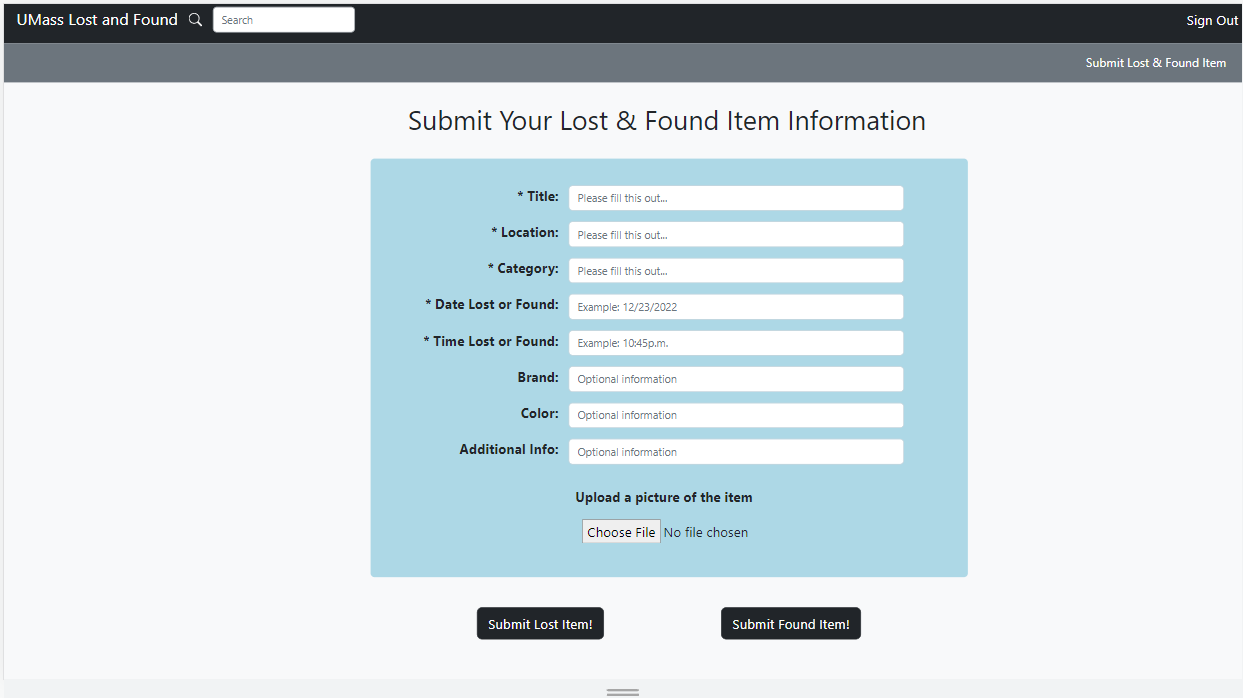 UMass Lost and Found Search Sign Out
Submit Lost & Found Item
Submit Your Lost & Found Item Information
* Title: Please fill this out...
* Location: Please fill this out...
* Category: Please fill this out...
* Date Lost or Found: Example: 12/23/2022
* Time Lost or Found: Example: 10:45p.m.
Brand: Optional information
Color: Optional information
Additional Info: Optional information
Upload a picture of the item
Choose File No file chosen
Submit Lost Item! Submit Found Item!